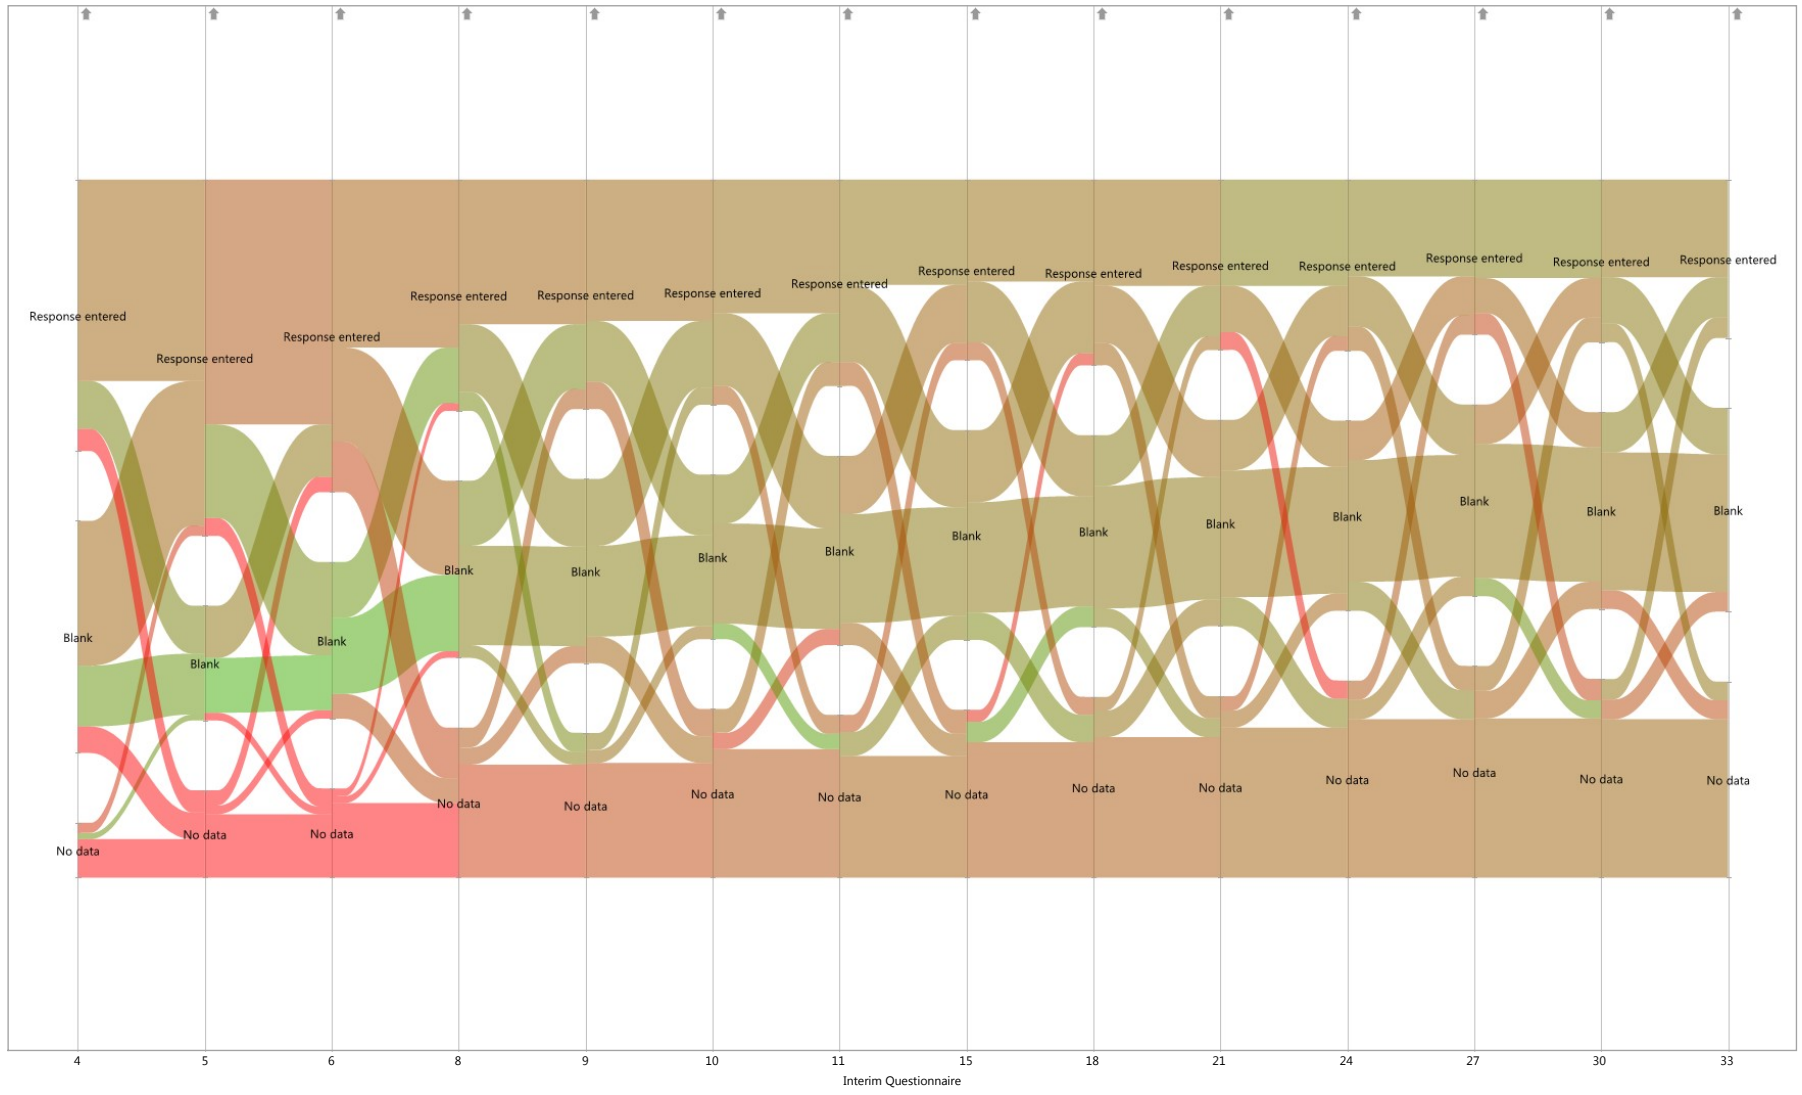 Response entered
Response entered
Response entered
Response entered
Response entered
Response entered
Response entered
Response entered
Response entered
Response entered
Response entered
Response entered
Response entered
Response entered
Blank
Blank
Blank
Blank
Blank
Blank
Blank
Blank
Blank
Blank
Blank
Blank
Blank
Blank
No data
No data
No data
No data
No data
No data
No data
No data
No data
No data
No data
No data
No data
No data
4 5 6 8 9 10 11 15 18 21 24 27 30 33
Interim Questionnaire